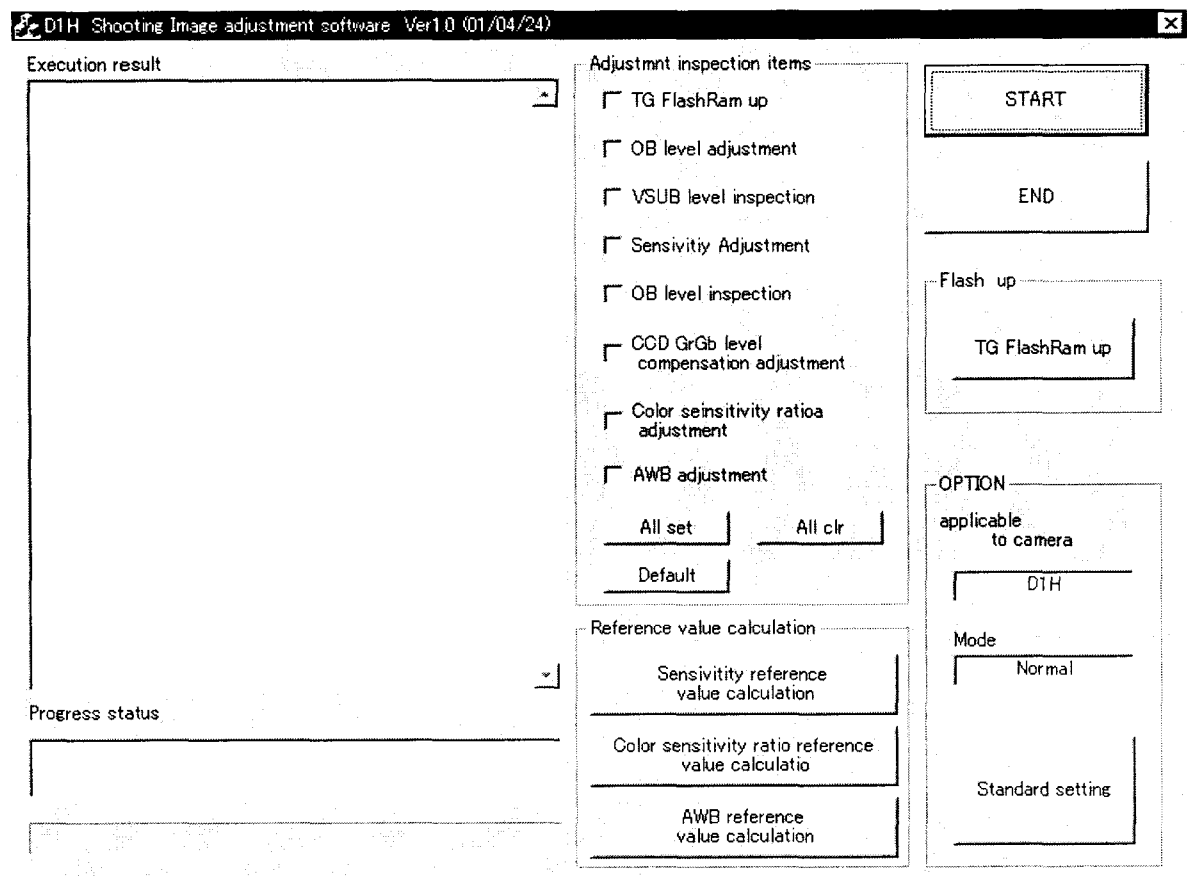 D1H Shooting Image adjustment software Ver1.0 (01/04/24)
Execution result
Adjustmnt inspection items
TG FlashRam up
OB level adjustment
VSUB level inspection
Sensivitiy Adjustment
OB level inspection
CCD GrGb level
compensation adjustment
Color seinsitivity ratioa
adjustment
AWB adjustment
All set
All clr
Default
Reference value calculation
Sensivitity reference
value calculation
Color sensitivity ratio reference
value calculatio
AWB reference
value calculation
Progress status
START
END
Flash up
TG FlashRam up
OPTION
applicable
to camera
D1H
Mode
Normal
Standard setting